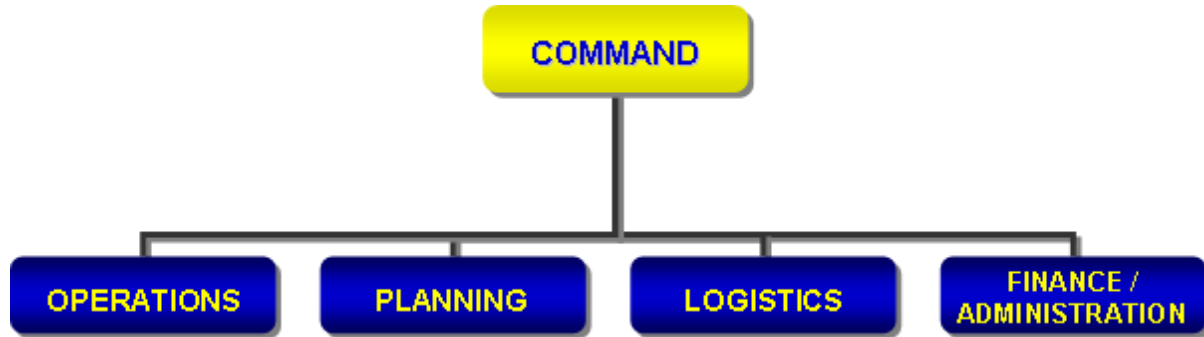 COMMAND
OPERATIONS
PLANNING
LOGISTICS
FINANCE /
ADMINISTRATION